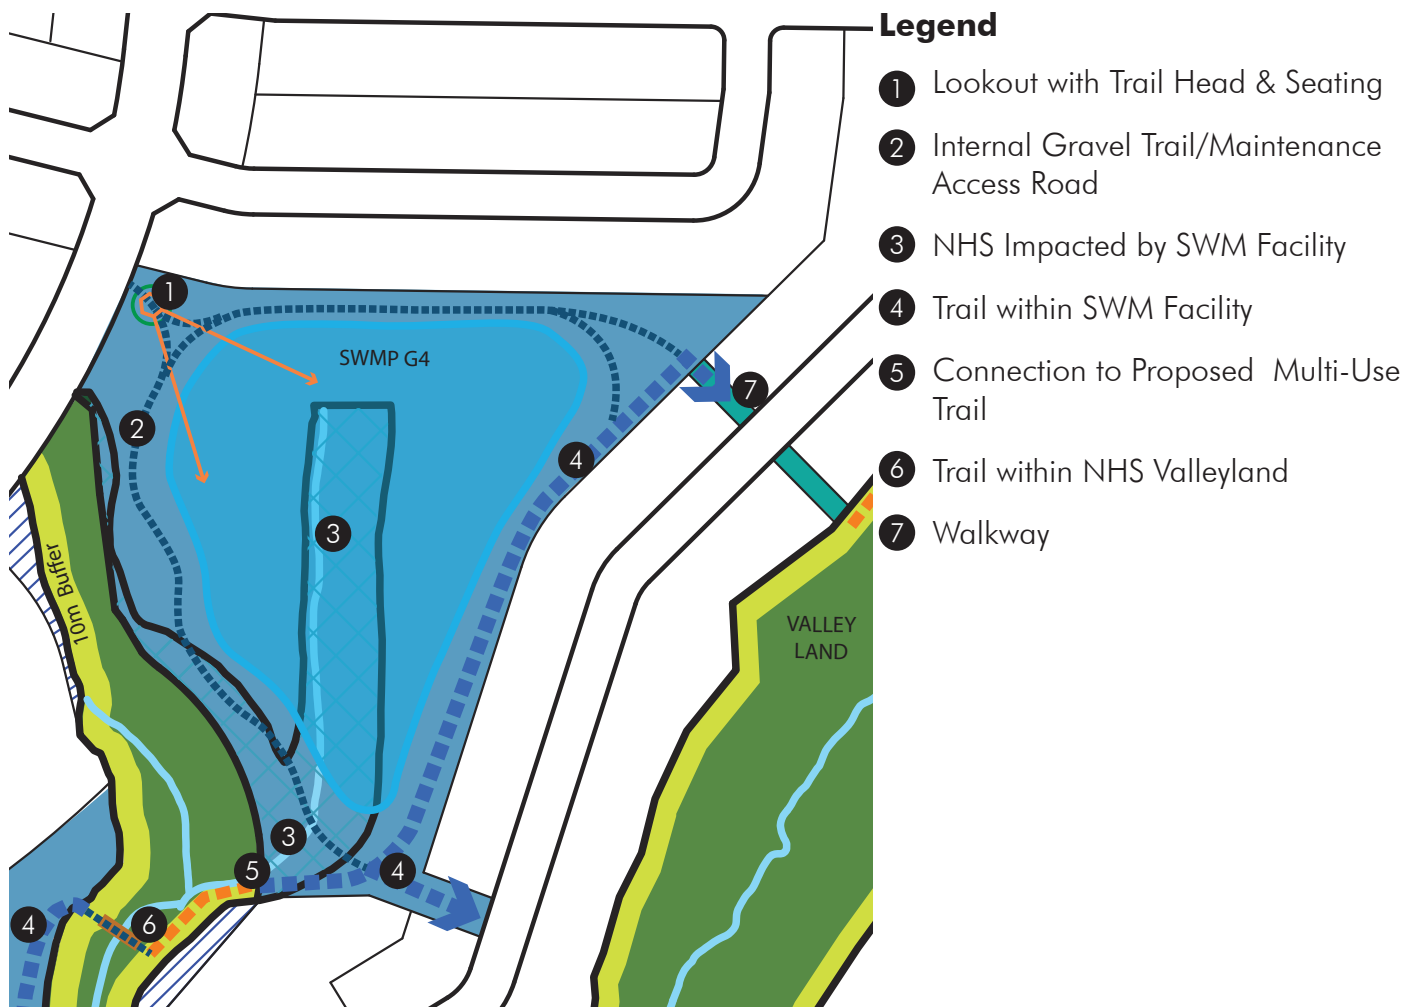 Legend
1 Lookout with Trail Head & Seating
2 Internal Gravel Trail/Maintenance
Access Road
3 NHS Impacted by SWM Facility
4 Trail within SWM Facility
5 Connection to Proposed Multi-Use
Trail
6 Trail within NHS Valleyland
7 Walkway
1
SWMP G4
7
2
4
3
10m Buffer
VALLEY
LAND
3
5
4
4
6